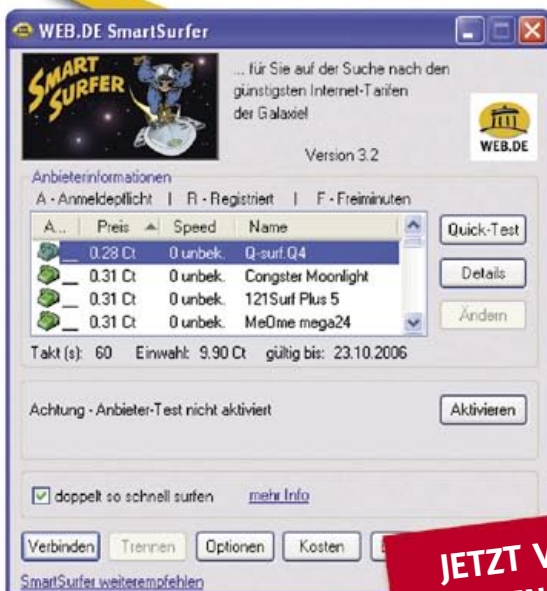 WEB.DE SmartSurfer
SMART
SURFER
... für Sie auf der Suche nach den
günstigsten Internet-Tarifen
der Galaxie!
Version 3.2
WEB.DE
Anbieterinformationen
A - Anmeldepflicht | R - Registriert | F - Freiminuten
A... Preis Speed Name
0.28 Ct 0 unbek. Q-surf.Q4
0.31 Ct 0 unbek. Congster Moonlight
0.31 Ct 0 unbek. 121Surf Plus 5
0.31 Ct 0 unbek. MeOme mega24
Quick-Test
Details
Ändern
Takt (s): 60 Einwahl: 9.90 Ct gültig bis: 23.10.2006
Achtung - Anbieter-Test nicht aktiviert
Aktivieren
doppelt so schnell surfen mehr Info
Verbinden Trennen Optionen Kosten
SmartSurfer weiterempfehlen
JETZT V